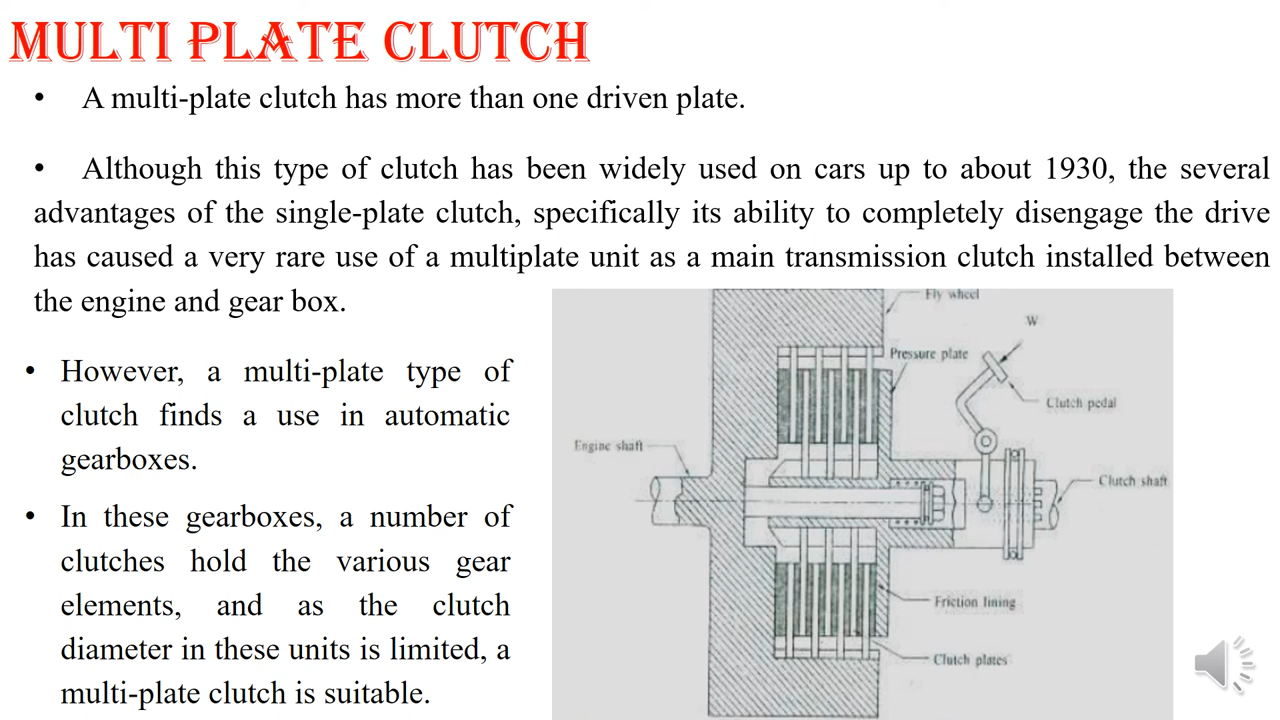 MULTI PLATE CLUTCH
• A multi-plate clutch has more than one driven plate.
• Although this type of clutch has been widely used on cars up to about 1930, the several
advantages of the single-plate clutch, specifically its ability to completely disengage the drive
has caused a very rare use of a multiplate unit as a main transmission clutch installed between
the engine and gear box.
• However, a multi-plate type of
clutch finds a use in automatic
gearboxes.
• In these gearboxes, a number of
clutches hold the various gear
elements, and as the clutch
diameter in these units is limited, a
multi-plate clutch is suitable.
Fly wheel
W
Pressure plate
Clutch pedal
Engine shaft
Clutch shaft
Friction lining
Clutch plates